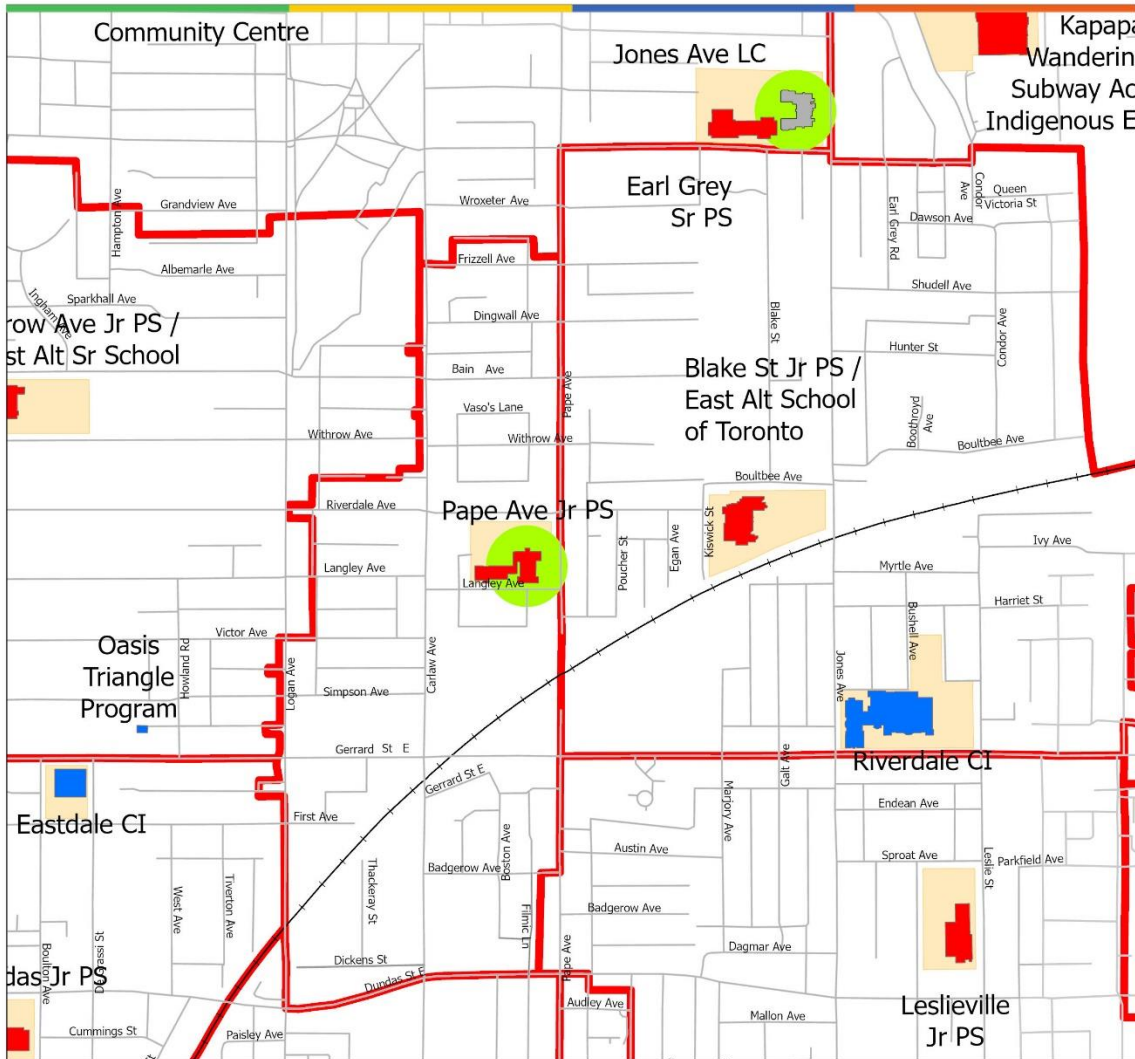 Community Centre
Jones Ave LC
Kapapa
Wanderin
Subway Ac
Indigenous E
Earl Grey
Sr PS
Hampton Ave
Grandview Ave
Wroxeter Ave
Earl Grey Rd
Condor
Ave
Queen
Victoria St
Dawson Ave
Albemarle Ave
Frizzell Ave
Shudell Ave
Ingham Ave
Sparkhall Ave
Dingwall Ave
Blake St
Condor Ave
row Ave Jr PS /
st Alt Sr School
Hunter St
Bain Ave
Pape Ave
Blake St Jr PS /
East Alt School
of Toronto
Vaso's Lane
Boothroyd
Ave
Withrow Ave
Withrow Ave
Boultbee Ave
Boultbee Ave
Riverdale Ave
Pape Ave Jr PS
Poucher St
Egan Ave
Kiswick St
Ivy Ave
Langley Ave
Langley Ave
Myrtle Ave
Bushell Ave
Harriet St
Victor Ave
Oasis
Triangle
Program
Howland Rd
Logan Ave
Simpson Ave
Carlaw Ave
Jones Ave
Gerrard St E
Gerrard St E
Galt Ave
Riverdale CI
Marjory Ave
Endean Ave
Eastdale CI
First Ave
Boston Ave
Austin Ave
Sproat Ave
Leslie St
Parkfield Ave
West Ave
Tiverton Ave
Thackeray St
Badgerow Ave
Badgerow Ave
Filmic Ln
Pape Ave
Dagmar Ave
Boulton Ave
De Grassi St
Dickens St
Dundas St E
das Jr PS
Audley Ave
Mallon Ave
Leslieville
Jr PS
Cummings St
Paisley Ave